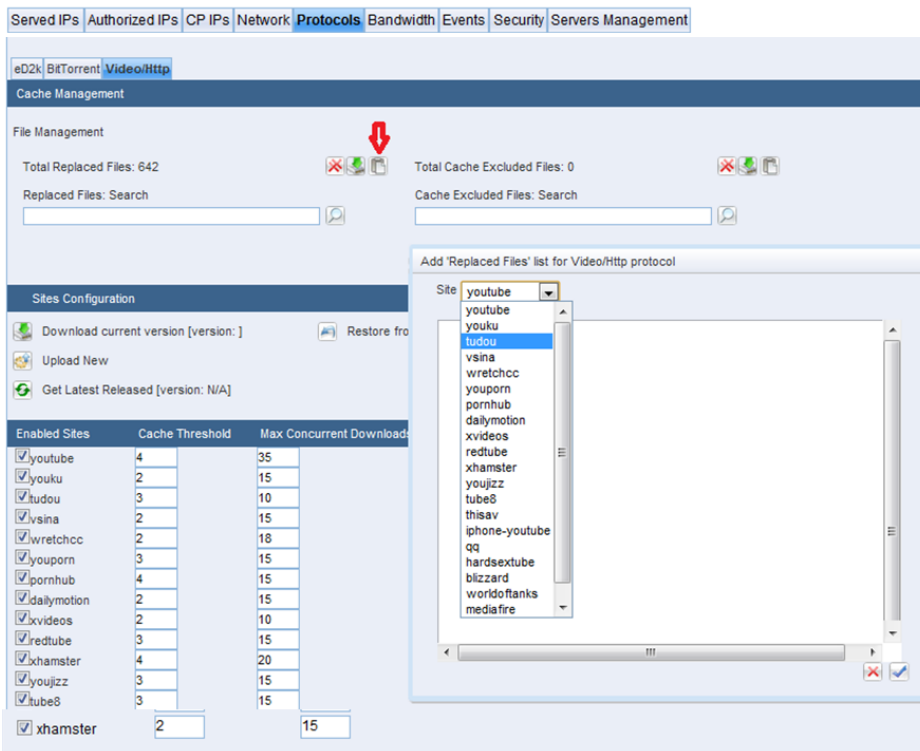 Served IPs Authorized IPs CP IPs Network Protocols Bandwidth Events Security Servers Management
eD2k BitTorrent Video/Http
Cache Management
File Management
Total Replaced Files: 642
Total Cache Excluded Files: 0
Replaced Files: Search
Cache Excluded Files: Search
Sites Configuration
Download current version [version: ]
Restore fro
Upload New
Get Latest Released [version: N/A]
Enabled Sites Cache Threshold Max Concurrent Downloads
youtube 4 35
youku 2 15
tudou 3 10
vsina 2 15
wretchcc 2 18
youporn 3 15
pornhub 4 15
dailymotion 2 15
xvideos 2 10
redtube 3 15
xhamster 4 20
youjizz 3 15
tube8 3 15
xhamster 2 15
Add 'Replaced Files' list for Video/Http protocol
Site youtube
youtube
youku
tudou
vsina
wretchcc
youporn
pornhub
dailymotion
xvideos
redtube
xhamster
youjizz
tube8
thisav
iphone-youtube
qq
hardsextube
blizzard
worldoftanks
mediafire